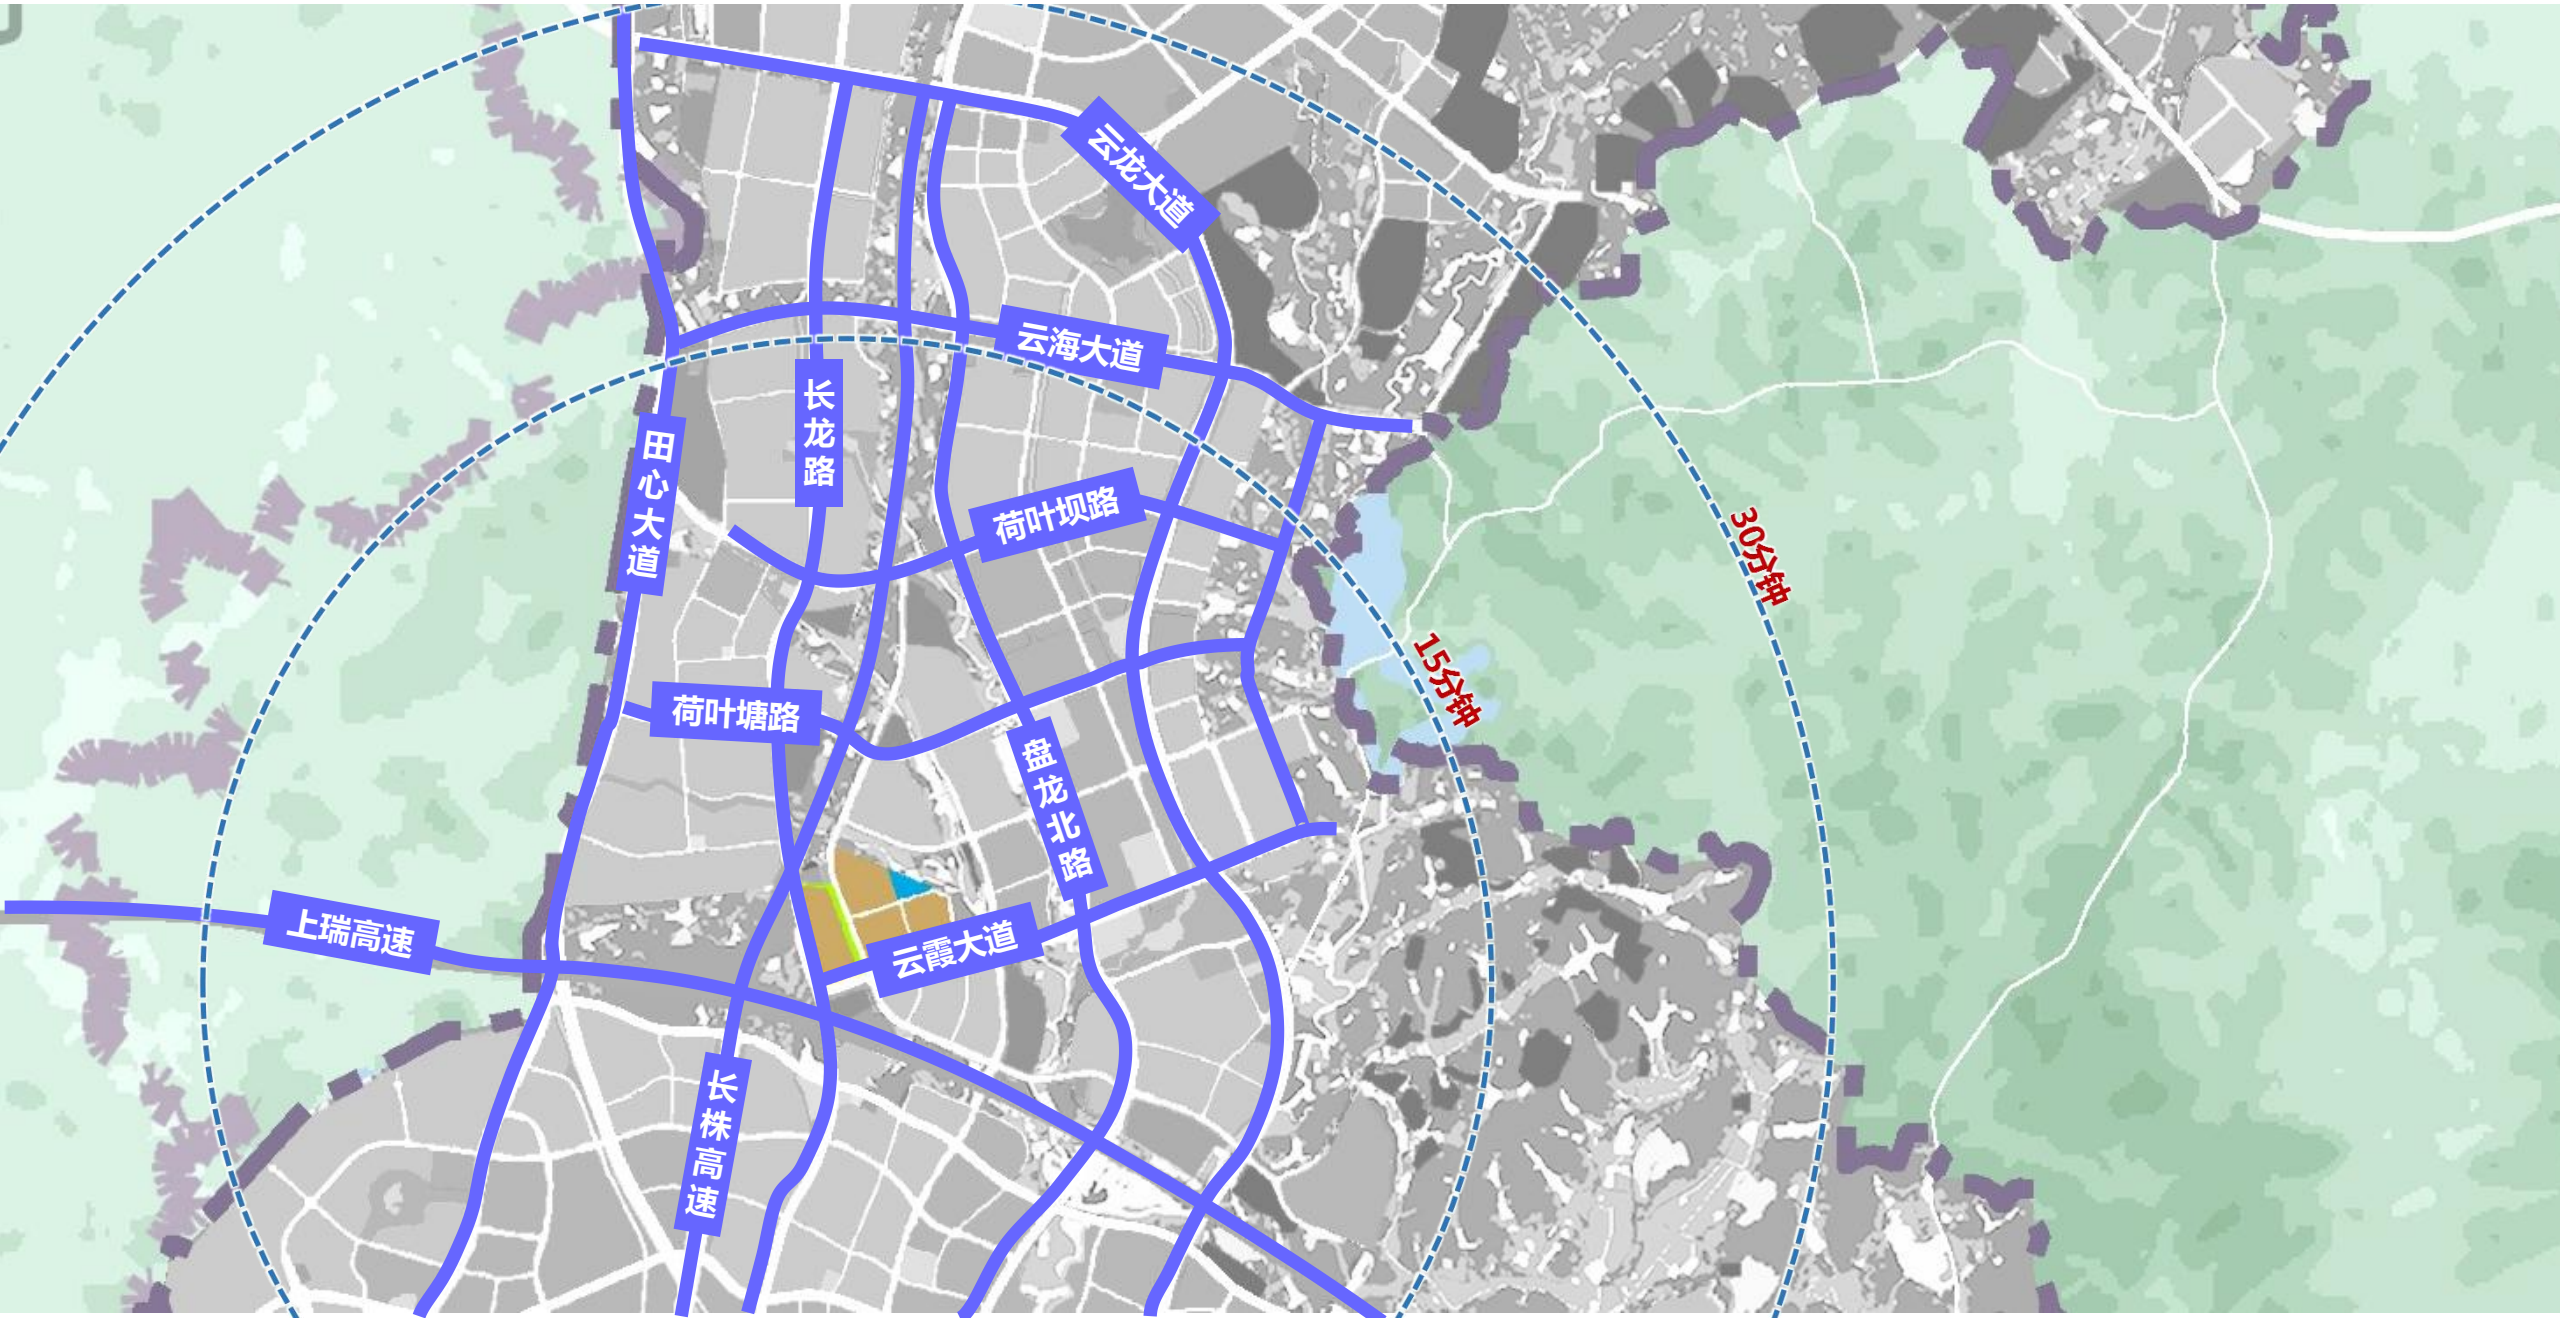 云龙大道
云海大道
长龙路
田心大道
荷叶坝路
30分钟
15分钟
荷叶塘路
盘龙北路
上瑞高速
云霞大道
长株高速